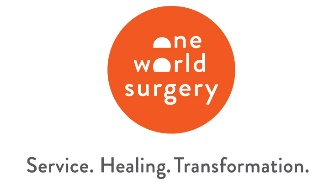 one
world
surgery
Service. Healing. Transformation.